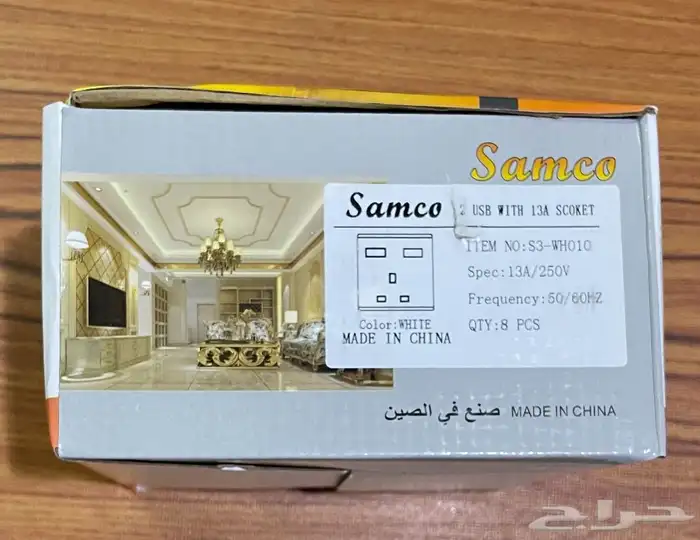 Samco
Samco 2 USB WITH 13A SCOKET
ITEM NO:S3-WH010
Spec:13A/250V
Frequency:50/60HZ
Color:WHITE QTY:8 PCS
MADE IN CHINA
صنع في الصين MADE IN CHINA
حراج